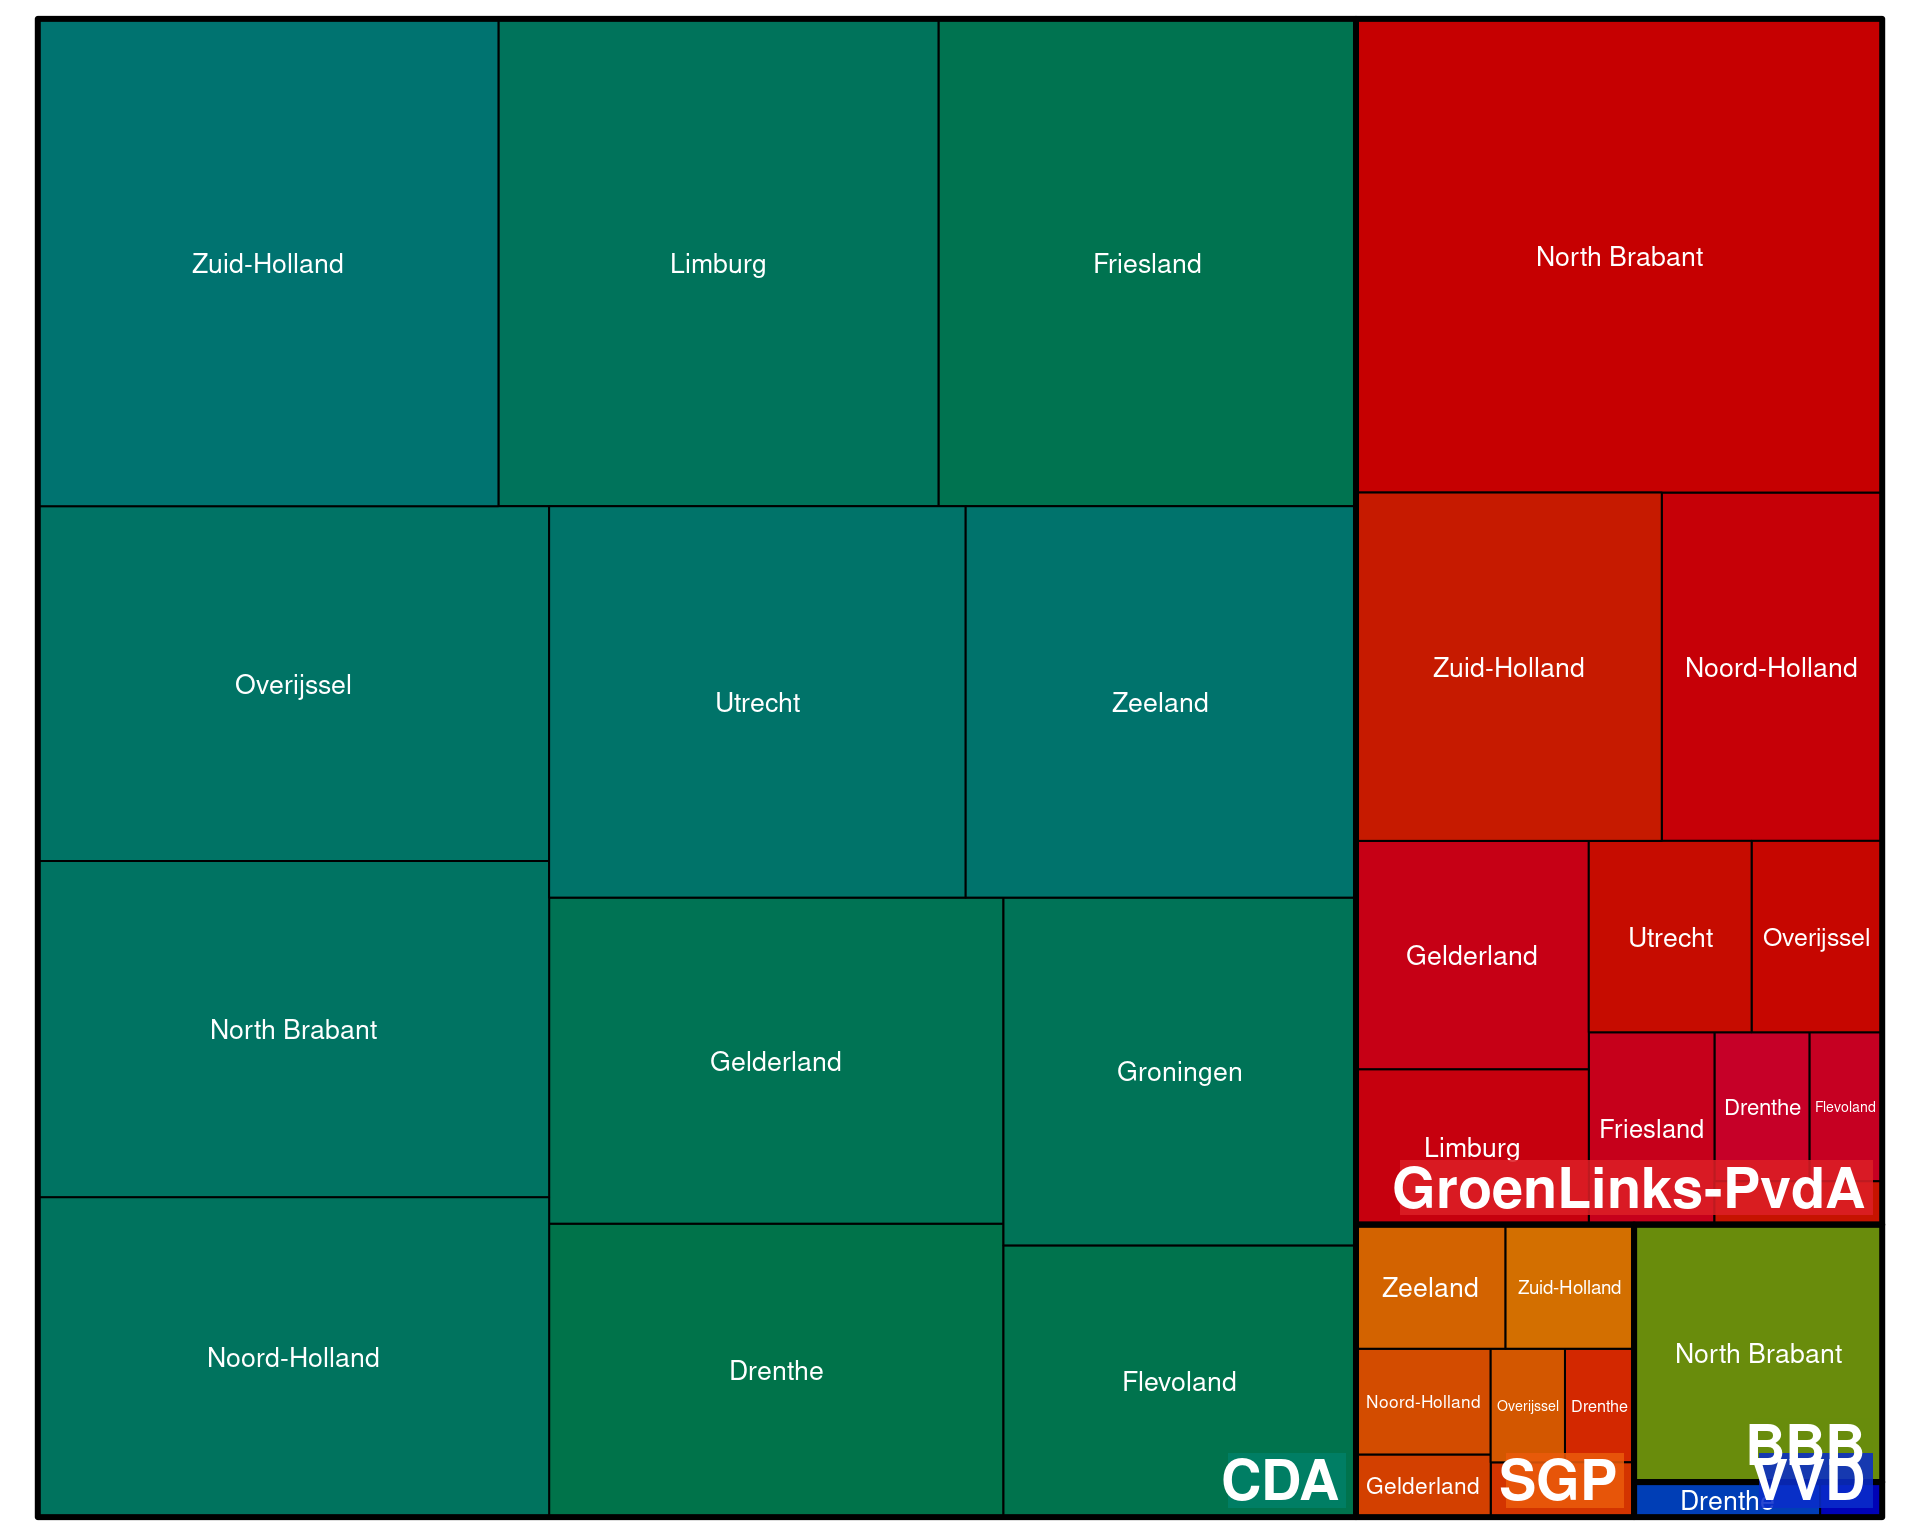 Zuid-Holland
Limburg
Friesland
Overijssel
Utrecht
Zeeland
North Brabant
Gelderland
Groningen
Noord-Holland
Drenthe
Flevoland
CDA
North Brabant
Zuid-Holland
Noord-Holland
Gelderland
Utrecht
Overijssel
Limburg
Friesland
Drenthe
Flevoland
GroenLinks-PvdA
Zeeland
Zuid-Holland
Noord-Holland
Overijssel
Drenthe
Gelderland
SGP
North Brabant
BBB
Drenthe
VVD